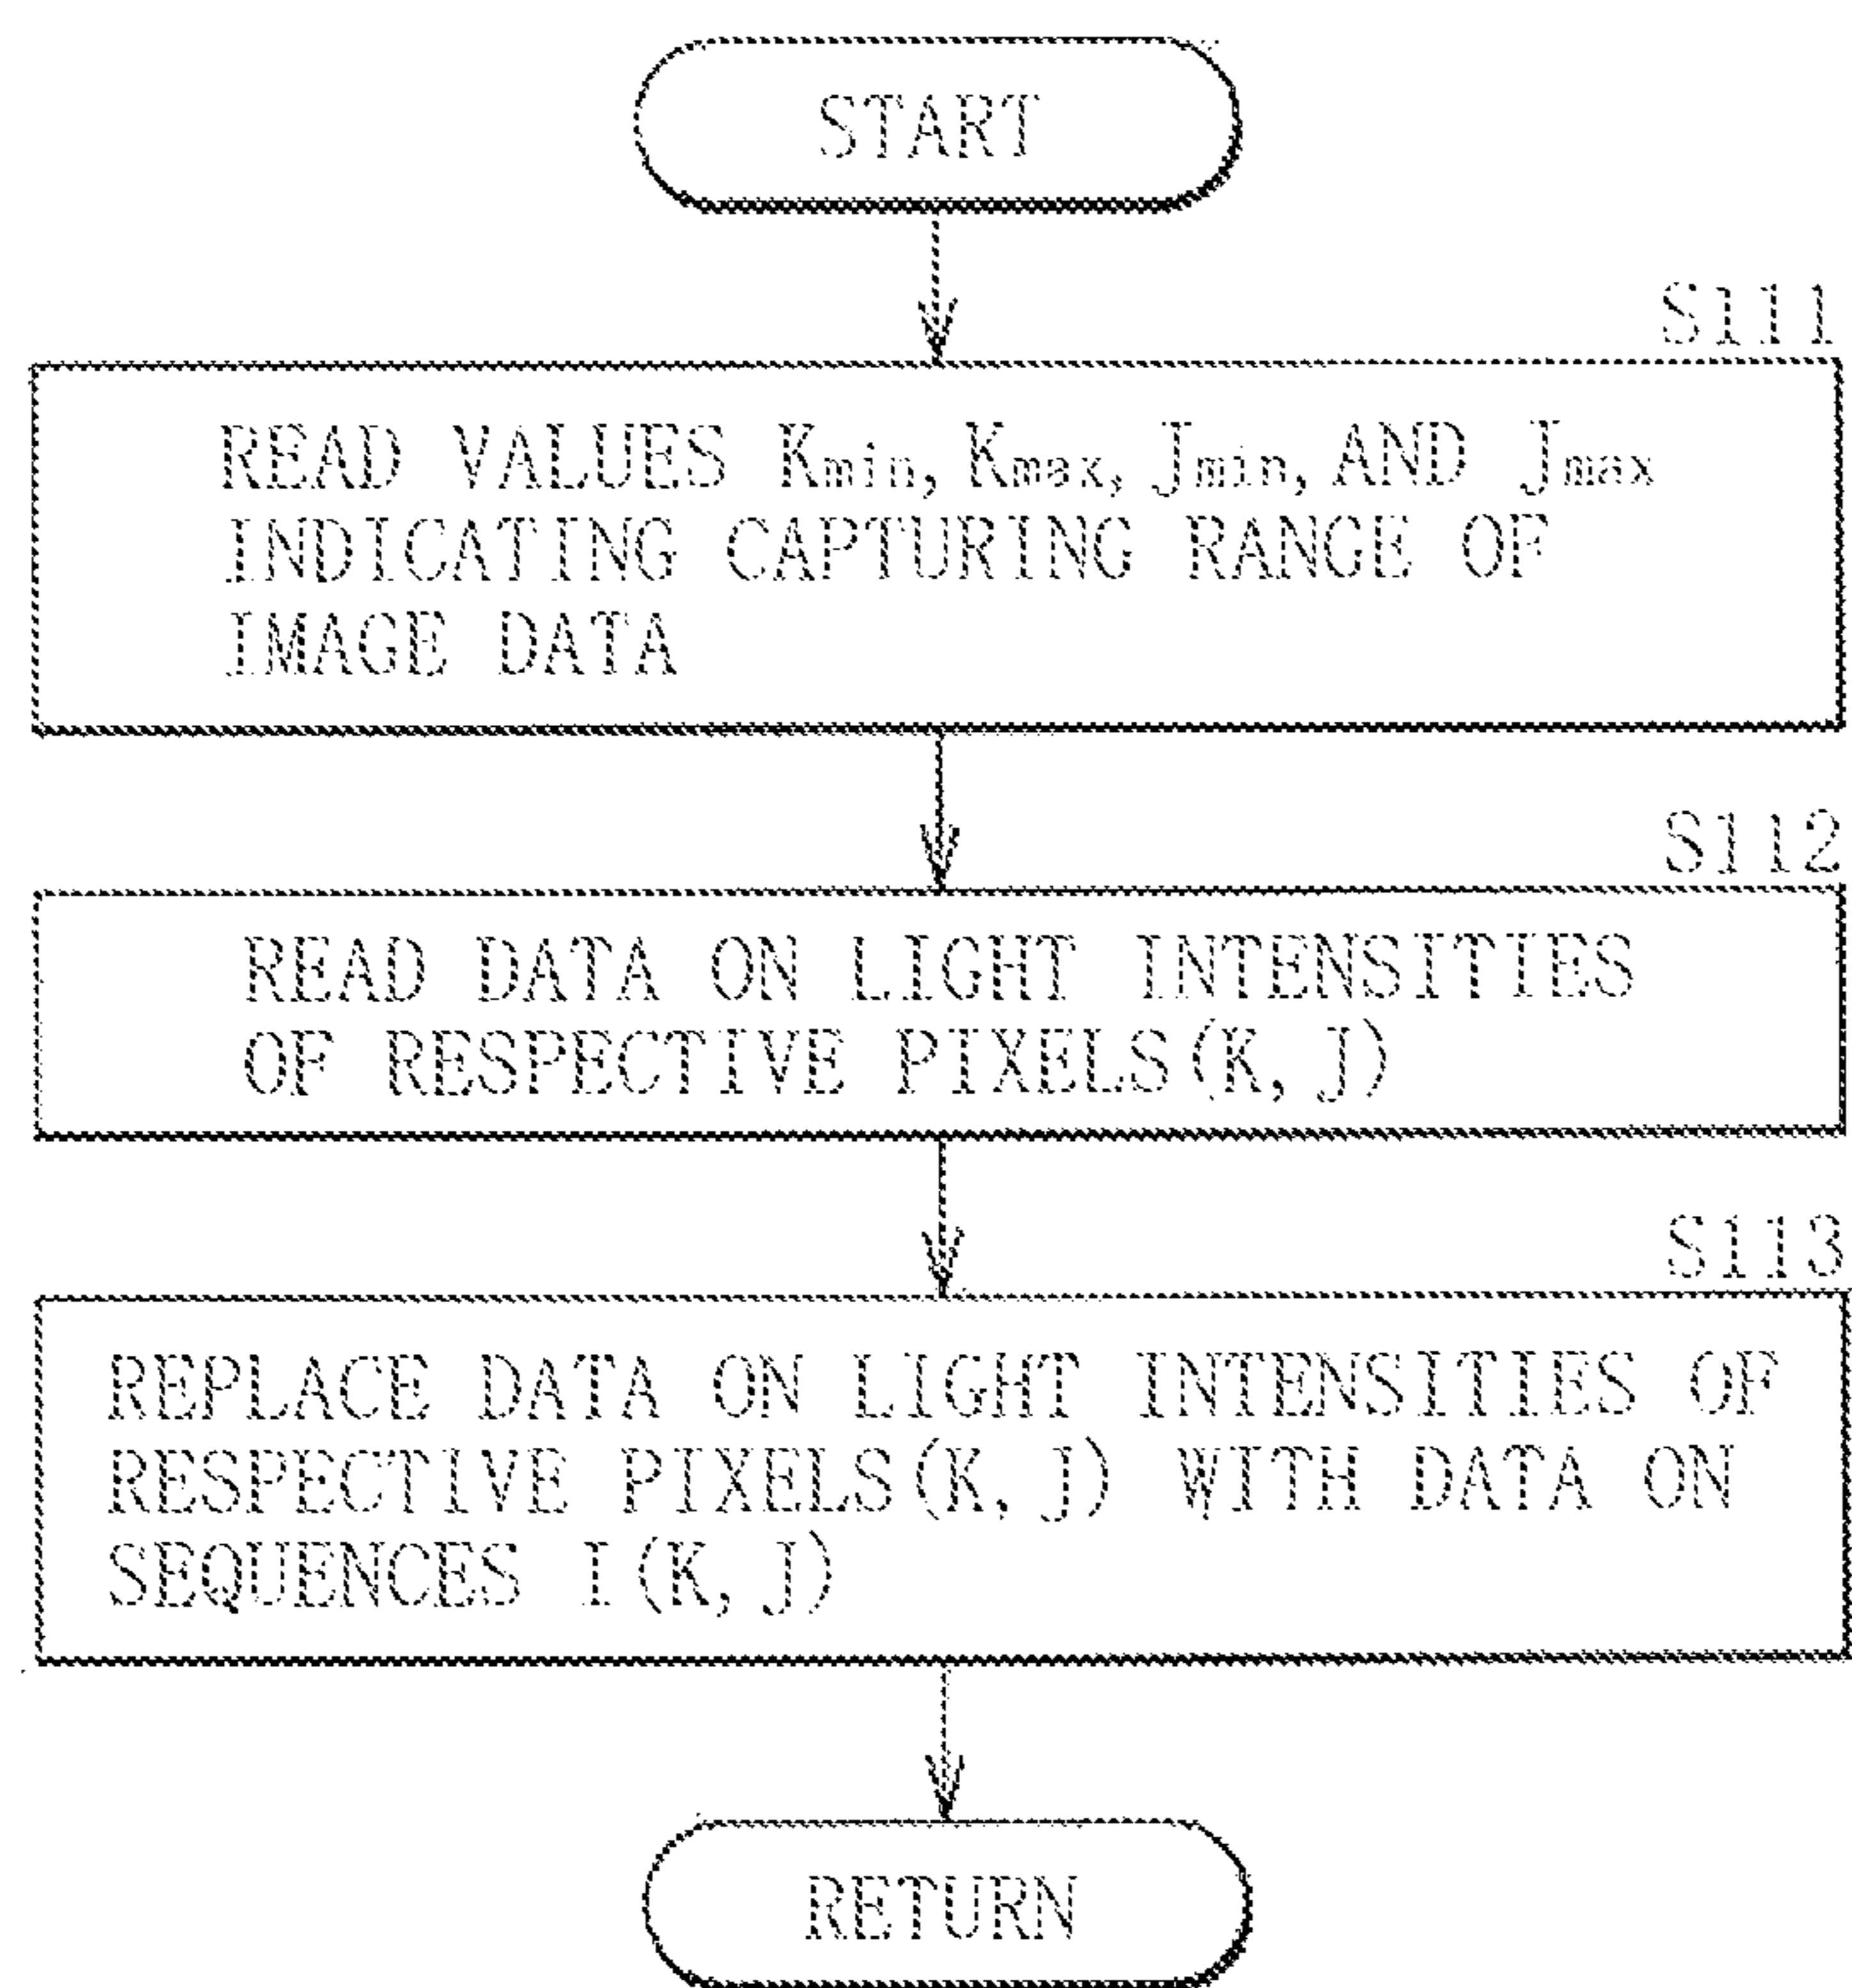 START
S111
READ VALUES Kmin, Kmax, Jmin, AND Jmax
INDICATING CAPTURING RANGE OF
IMAGE DATA
S112
READ DATA ON LIGHT INTENSITIES
OF RESPECTIVE PIXELS(K, J)
S113
REPLACE DATA ON LIGHT INTENSITIES OF
RESPECTIVE PIXELS(K, J) WITH DATA ON
SEQUENCES I(K, J)
RETURN